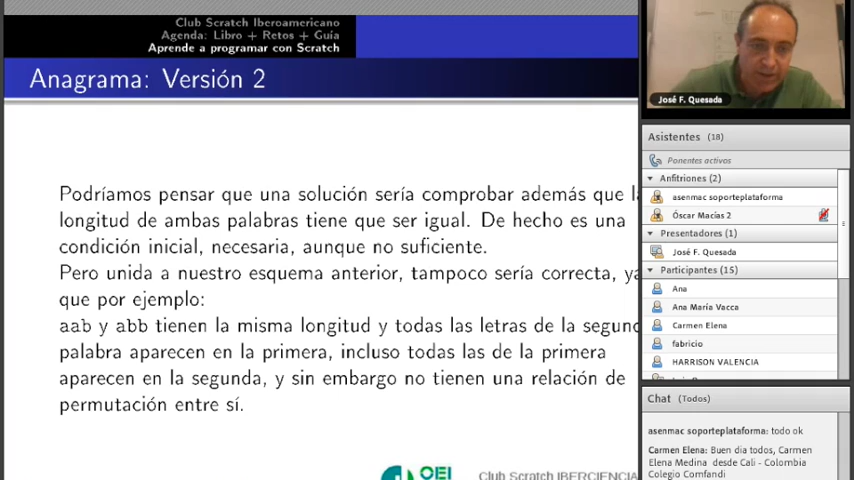 Club Scratch Iberoamericano
Agenda: Libro + Retos + Guía
Aprende a programar con Scratch
Anagrama: Versión 2
Podríamos pensar que una solución sería comprobar además que
longitud de ambas palabras tiene que ser igual. De hecho es una
condición inicial, necesaria, aunque no suficiente.
Pero unida a nuestro esquema anterior, tampoco sería correcta, ya
que por ejemplo:
aab y abb tienen la misma longitud y todas las letras de la
palabra aparecen en la primera, incluso todas las de la primera
aparecen en la segunda, y sin embargo no tienen una relación de
permutación entre sí.
OEI
Club Scratch IBERCIENCIA
José F. Quesada
Asistentes (18)
Ponentes activos
Anfitriones (2)
asenmac soporteplataforma
Óscar Macías 2
Presentadores (1)
José F. Quesada
Participantes (15)
Ana
Ana María Vacca
Carmen Elena
fabricio
HARRISON VALENCIA
Chat (Todos)
asenmac soporteplataforma: todo ok
Carmen Elena: Buen dia todos, Carmen
Elena Medina desde Cali - Colombia
Colegio Comfandi